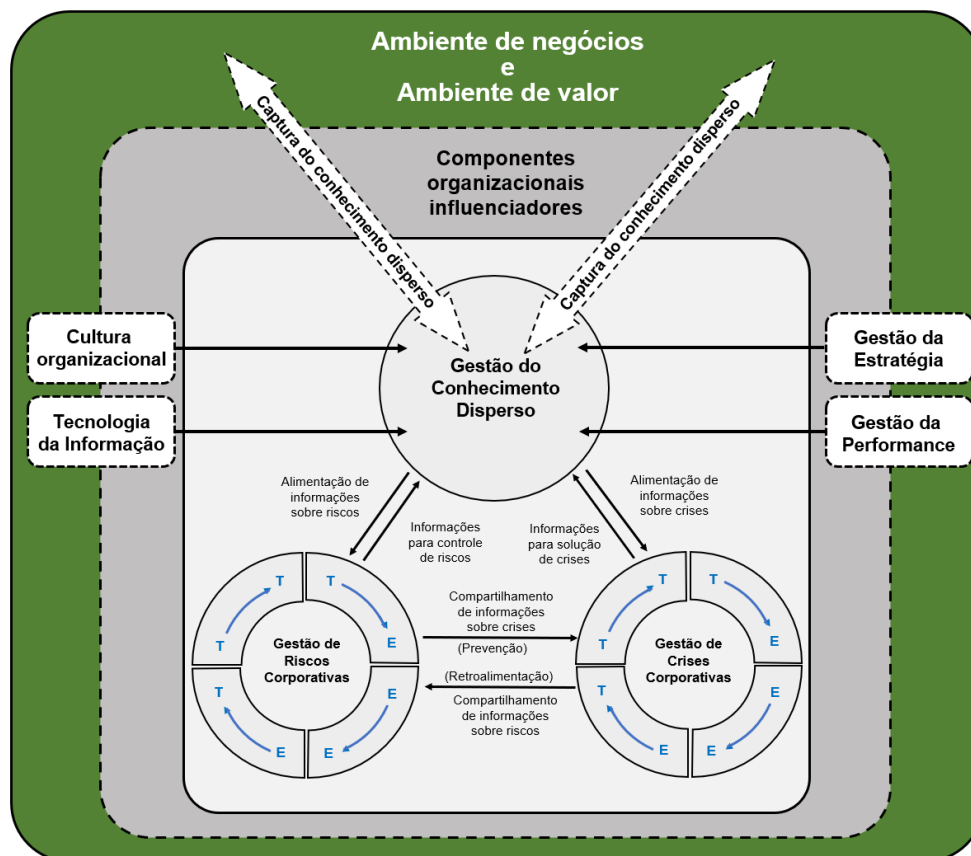 Ambiente de negócios
e
Ambiente de valor
Captura do conhecimento disperso
Captura do conhecimento disperso
Componentes
organizacionais
influenciadores
Cultura
organizacional
Tecnologia
da Informação
Gestão da
Estratégia
Gestão da
Performance
Gestão do
Conhecimento
Disperso
Alimentação de
informações
sobre riscos
Informações
para controle
de riscos
Informações
para solução
de crises
Alimentação de
informações
sobre crises
T
T
T
E
E
E
E
T
Gestão de
Riscos
Corporativas
Compartilhamento
de informações
sobre crises
(Prevenção)
(Retroalimentação)
Compartilhamento
de informações
sobre riscos
T
T
T
E
E
E
E
T
Gestão de
Crises
Corporativas